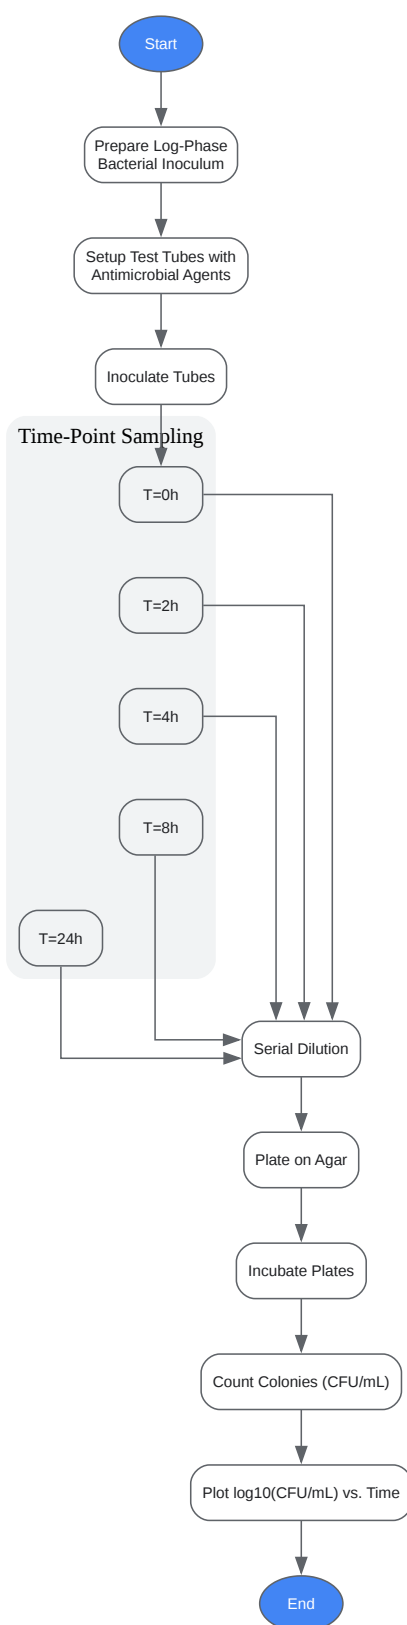 Start
Prepare Log-Phase
Bacterial Inoculum
Setup Test Tubes with
Antimicrobial Agents
Inoculate Tubes
Time-Point Sampling
T=0h
T=2h
T=4h
T=8h
T=24h
Serial Dilution
Plate on Agar
Incubate Plates
Count Colonies (CFU/mL)
Plot log10(CFU/mL) vs. Time
End